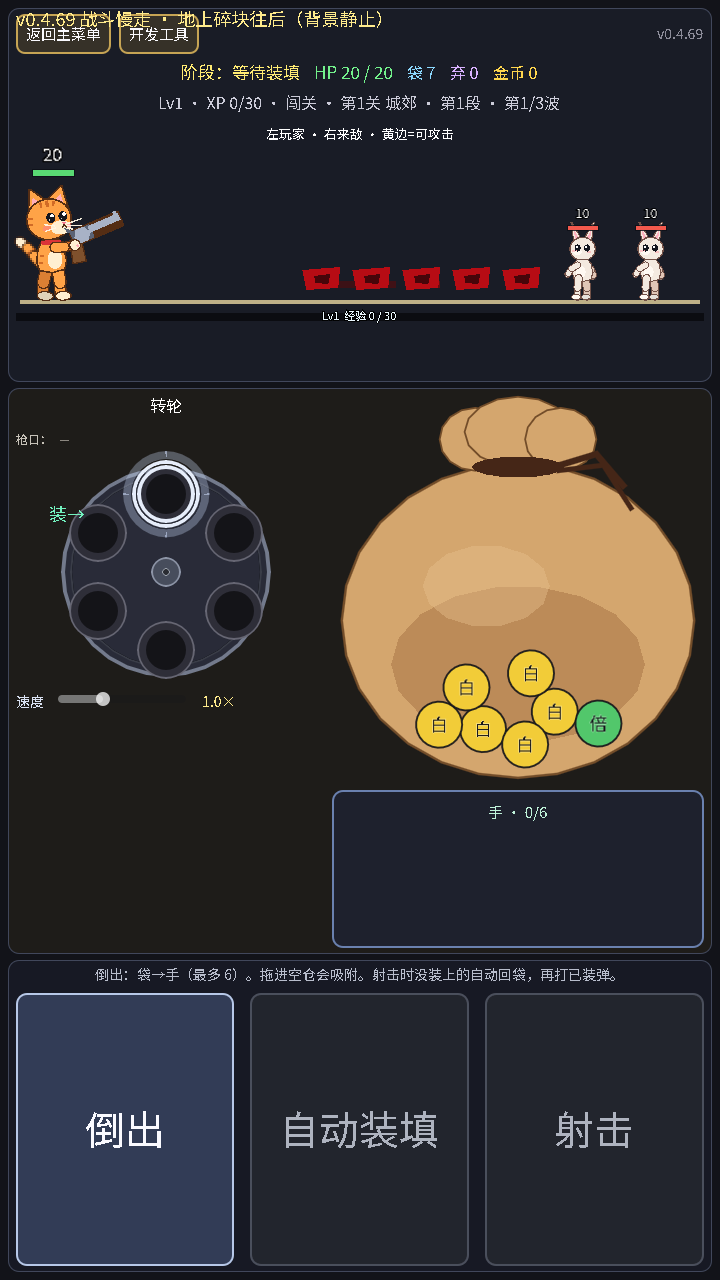 v0.4.69 战斗慢走 · 地上碎块往后（背景静止）
返回主菜单 开发工具 v0.4.69
阶段：等待装填 HP 20 / 20 袋 7 弃 0 金币 0
Lv1 · XP 0/30 · 闯关 · 第1关 城郊 · 第1段 · 第1/3波
左玩家 · 右来敌 · 黄边=可攻击
20
10 10
Lv1 经验 0 / 30
转轮
枪口： —
装→
速度 1.0×
白 白
白 白 白 白 倍
手 · 0/6
倒出：袋→手（最多 6）。拖进空仓会吸附。射击时没装上的自动回袋，再打已装弹。
倒出 自动装填 射击